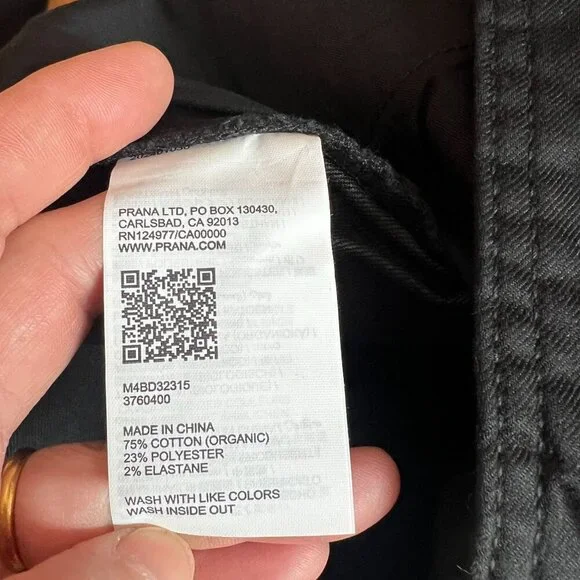 PRANA LTD, PO BOX 130430,
CARLSBAD, CA 92013
RN124977/CA00000
WWW.PRANA.COM
M4BD32315
3760400
MADE IN CHINA
75% COTTON (ORGANIC)
23% POLYESTER
2% ELASTANE
WASH WITH LIKE COLORS
WASH INSIDE OUT